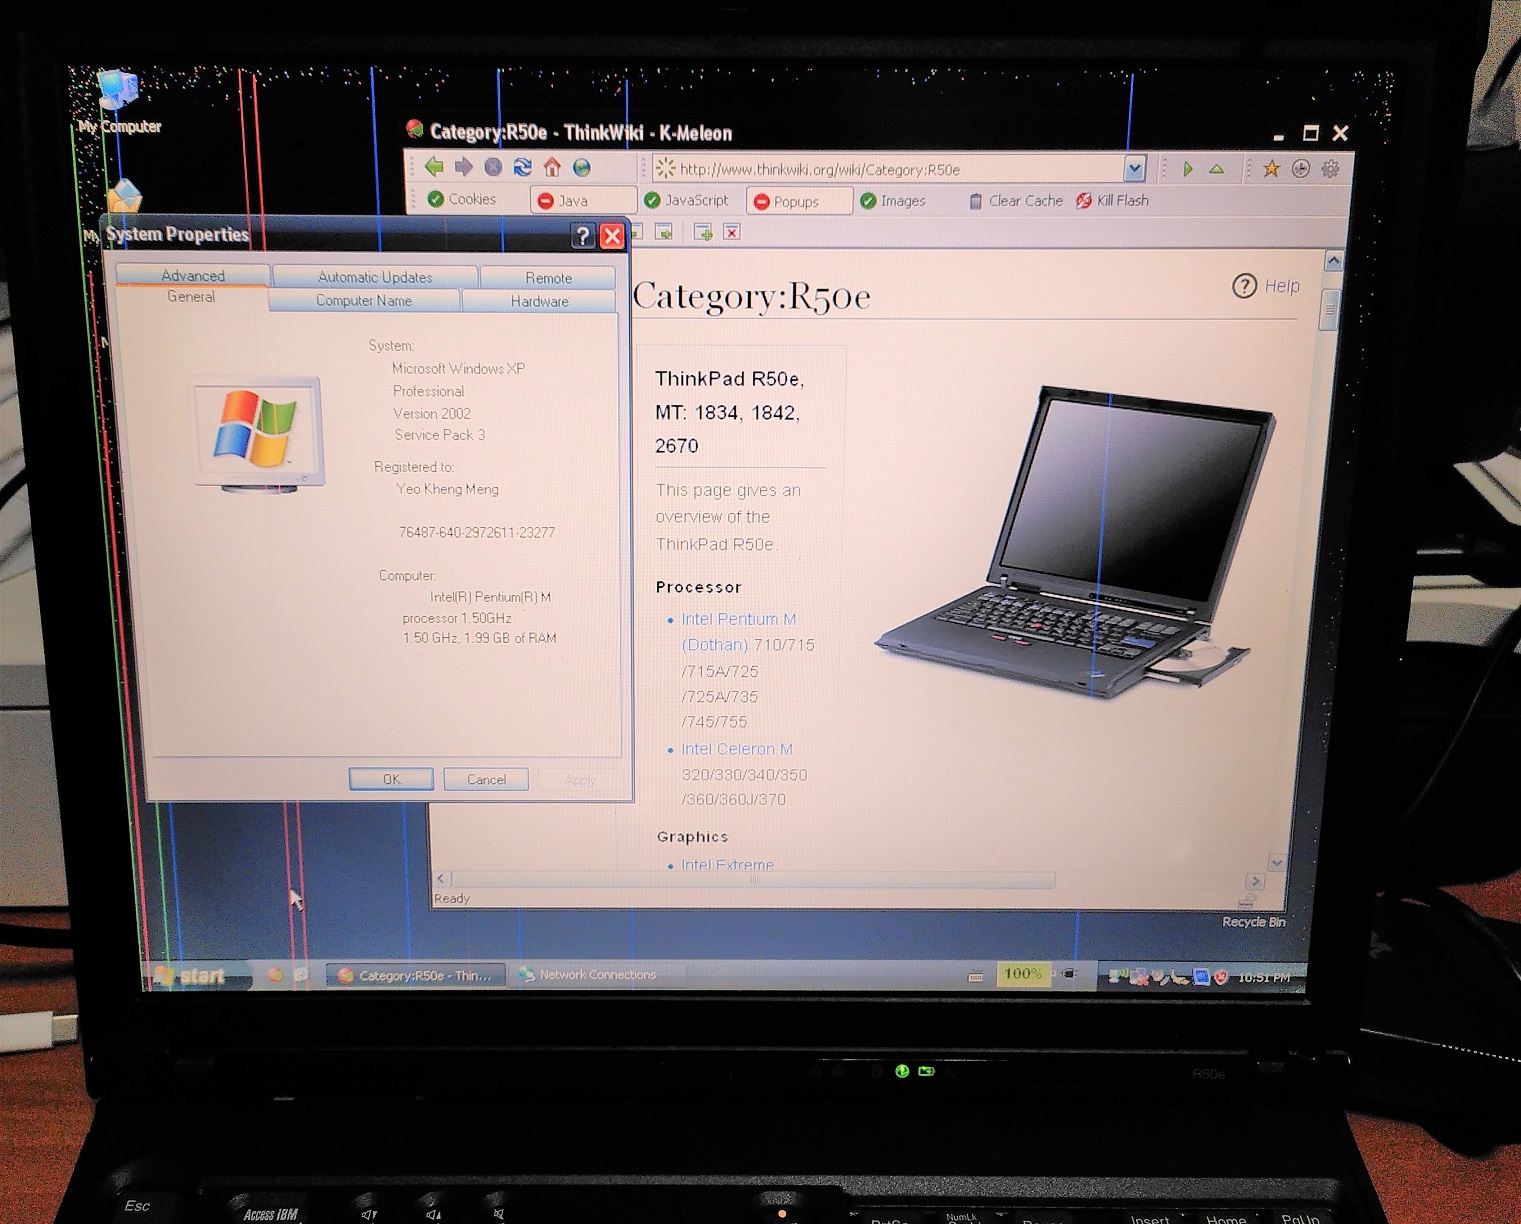 My Computer
Category:R50e - ThinkWiki - K-Meleon
http://www.thinkwiki.org/wiki/Category:R50e
Cookies
Java
JavaScript
Popups
Images
Clear Cache
Kill Flash
System Properties
?
Advanced
Automatic Updates
Remote
General
Computer Name
Hardware
System:
Microsoft Windows XP
Professional
Version 2002
Service Pack 3
Registered to:
Yeo Kheng Meng
76487-640-2972611-23277
Computer:
Intel(R) Pentium(R) M
processor 1.50GHz
1.50 GHz, 1.99 GB of RAM
OK
Cancel
Apply
Category:R50e
? Help
ThinkPad R50e,
MT: 1834, 1842,
2670
This page gives an
overview of the
ThinkPad R50e.
Processor
Intel Pentium M
(Dothan) 710/715
/715A/725
/725A/735
/745/755
Intel Celeron M
320/330/340/350
/360/360J/370
Graphics
Intel Extreme
Ready
Recycle Bin
start
Category:R50e - Thin...
Network Connections
100%
10:51 PM
R50e
Esc
Access IBM
NumLk
Insert
Home
PgUp